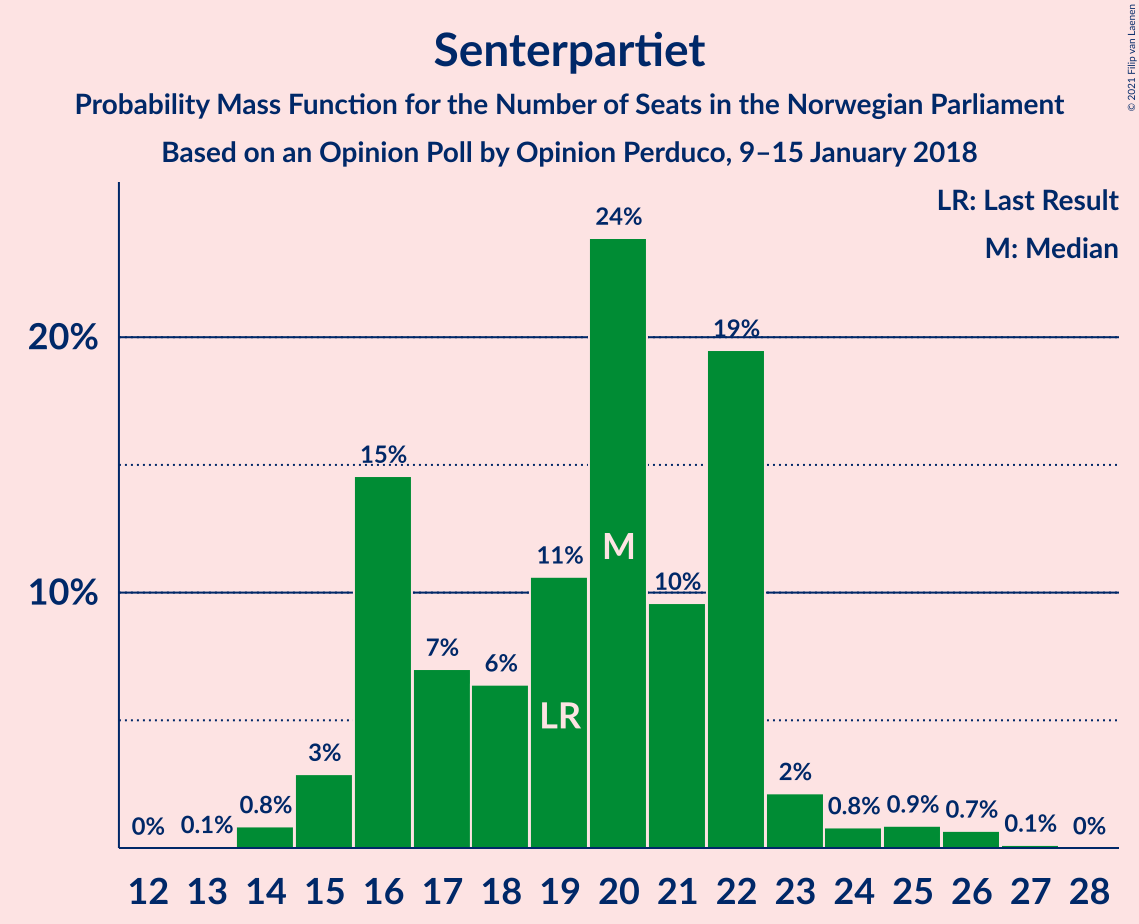 Senterpartiet
Probability Mass Function for the Number of Seats in the Norwegian Parliament
Based on an Opinion Poll by Opinion Perduco, 9–15 January 2018
© 2021 Filip van Laenen
LR: Last Result
M: Median
20%
10%
0% 0.1% 0.8% 3% 15% 7% 6% 11% 24% 10% 19% 2% 0.8% 0.9% 0.7% 0.1% 0%
LR M
12 13 14 15 16 17 18 19 20 21 22 23 24 25 26 27 28